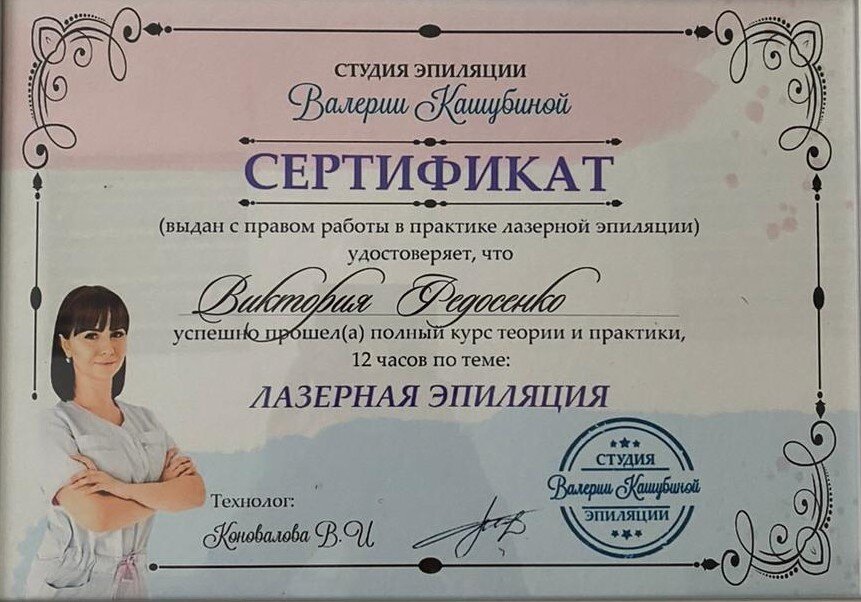 СТУДИЯ ЭПИЛЯЦИИ
Валерии Кашубиной
СЕРТИФИКАТ
(выдан с правом работы в практике лазерной эпиляции)
удостоверяет, что
Виктория Федосенко
успешно прошел(а) полный курс теории и практики,
12 часов по теме:
ЛАЗЕРНАЯ ЭПИЛЯЦИЯ
Технолог:
Коновалова В.И
СТУДИЯ
Валерии Кашубиной
ЭПИЛЯЦИИ